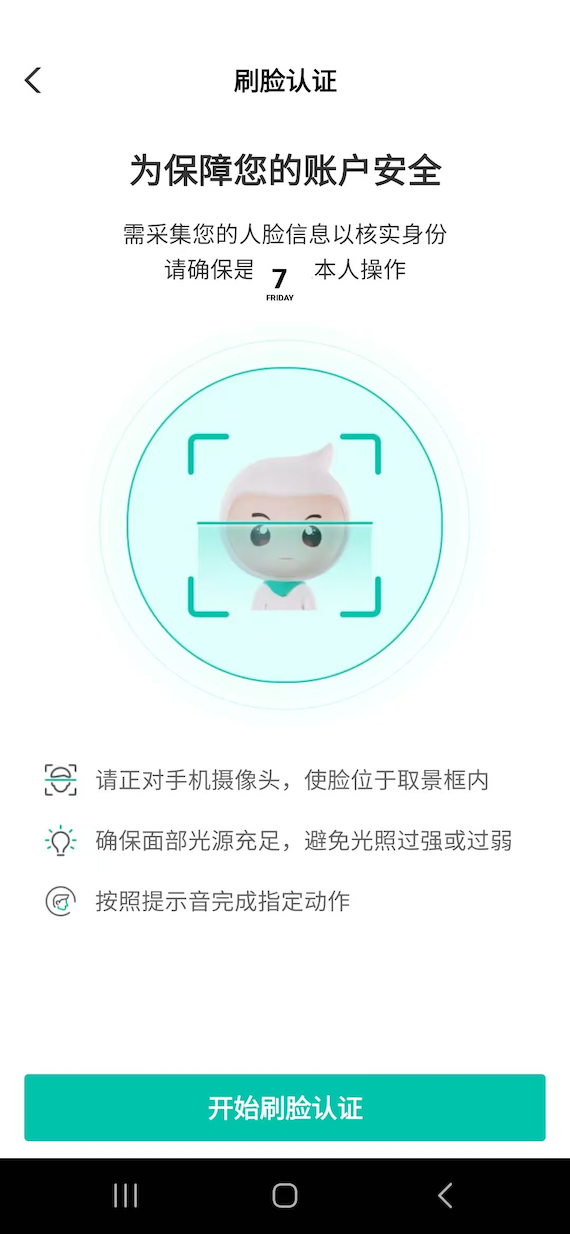 刷脸认证
为保障您的账户安全
需采集您的人脸信息以核实身份
请确保是 7 本人操作
FRIDAY
请正对手机摄像头，使脸位于取景框内
确保面部光源充足，避免光照过强或过弱
按照提示音完成指定动作
开始刷脸认证